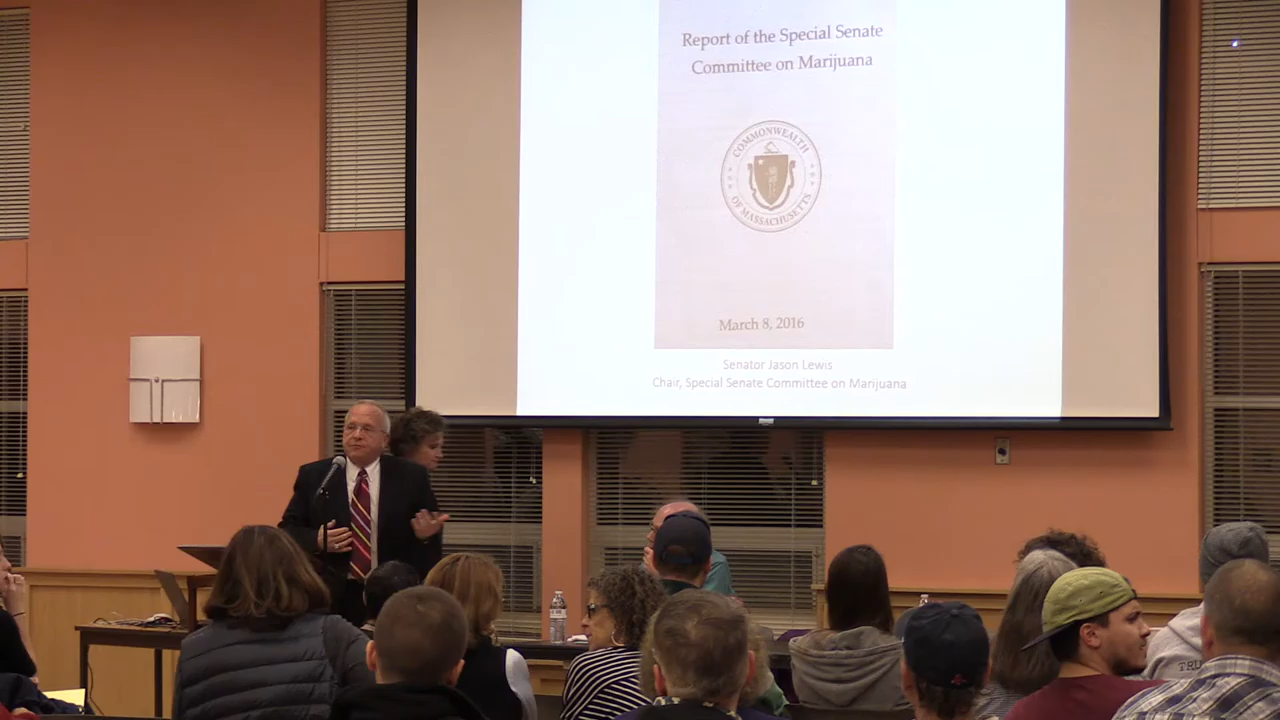 Report of the Special Senate
Committee on Marijuana
COMMONWEALTH
OF MASSACHUSETTS
March 8, 2016
Senator Jason Lewis
Chair, Special Senate Committee on Marijuana
TRU